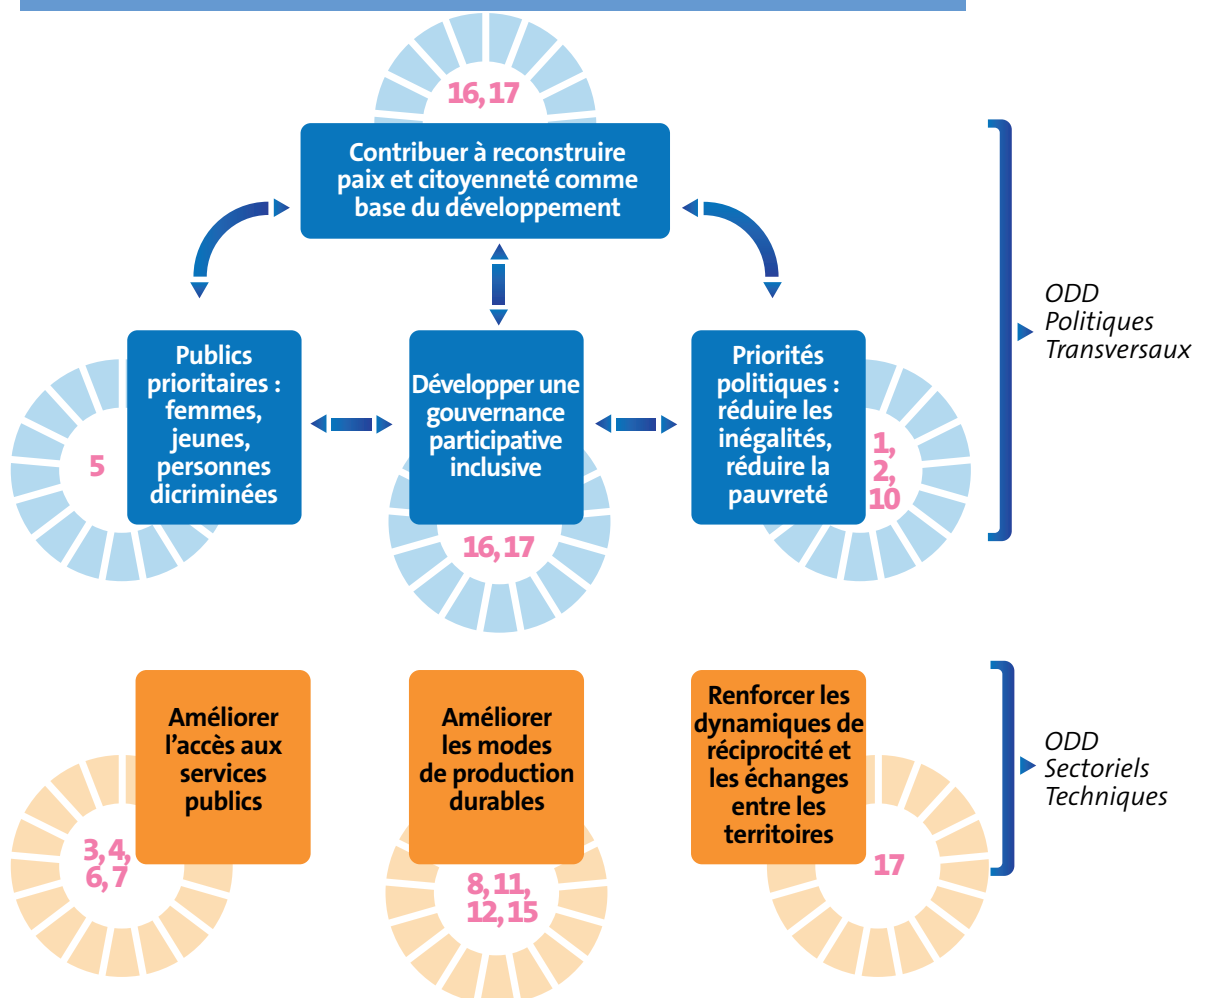 16, 17
Contribuer à reconstruire
paix et citoyenneté comme
base du développement
ODD
Politiques
Transversaux
Publics
prioritaires :
femmes,
jeunes,
personnes
dicriminées
5
Développer une
gouvernance
participative
inclusive
16, 17
Priorités
politiques :
réduire les
inégalités,
réduire la
pauvreté
1,
2,
10
Améliorer
l’accès aux
services
publics
3, 4,
6, 7
Améliorer
les modes
de production
durables
8, 11,
12, 15
Renforcer les
dynamiques de
réciprocité et
les échanges
entre les
territoires
17
ODD
Sectoriels
Techniques